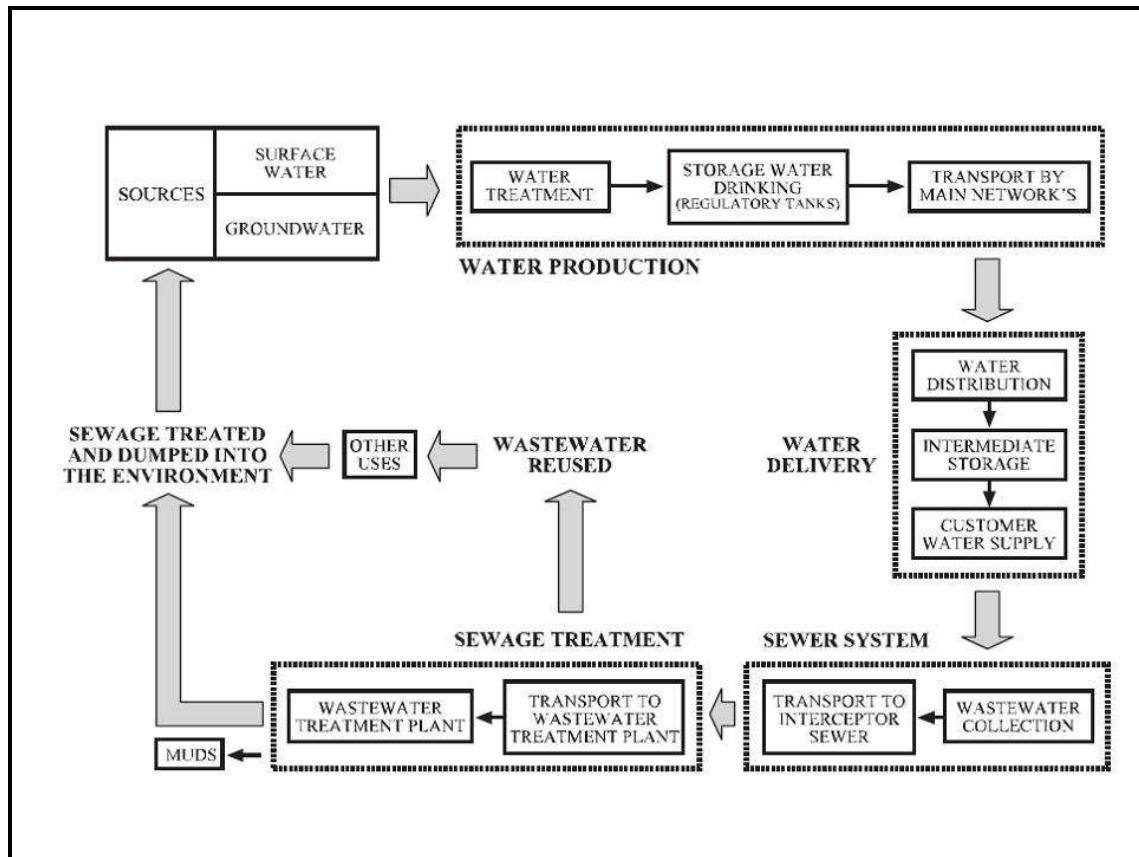 SOURCES
SURFACE
WATER
GROUNDWATER
WATER
TREATMENT
STORAGE WATER
DRINKING
(REGULATORY TANKS)
TRANSPORT BY
MAIN NETWORK'S
WATER PRODUCTION
WATER
DISTRIBUTION
INTERMEDIATE
STORAGE
CUSTOMER
WATER SUPPLY
WATER
DELIVERY
SEWAGE TREATED
AND DUMPED INTO
THE ENVIRONMENT
OTHER
USES
WASTEWATER
REUSED
SEWAGE TREATMENT
SEWER SYSTEM
WASTEWATER
TREATMENT PLANT
TRANSPORT TO
WASTEWATER
TREATMENT PLANT
TRANSPORT TO
INTERCEPTOR
SEWER
WASTEWATER
COLLECTION
MUDS